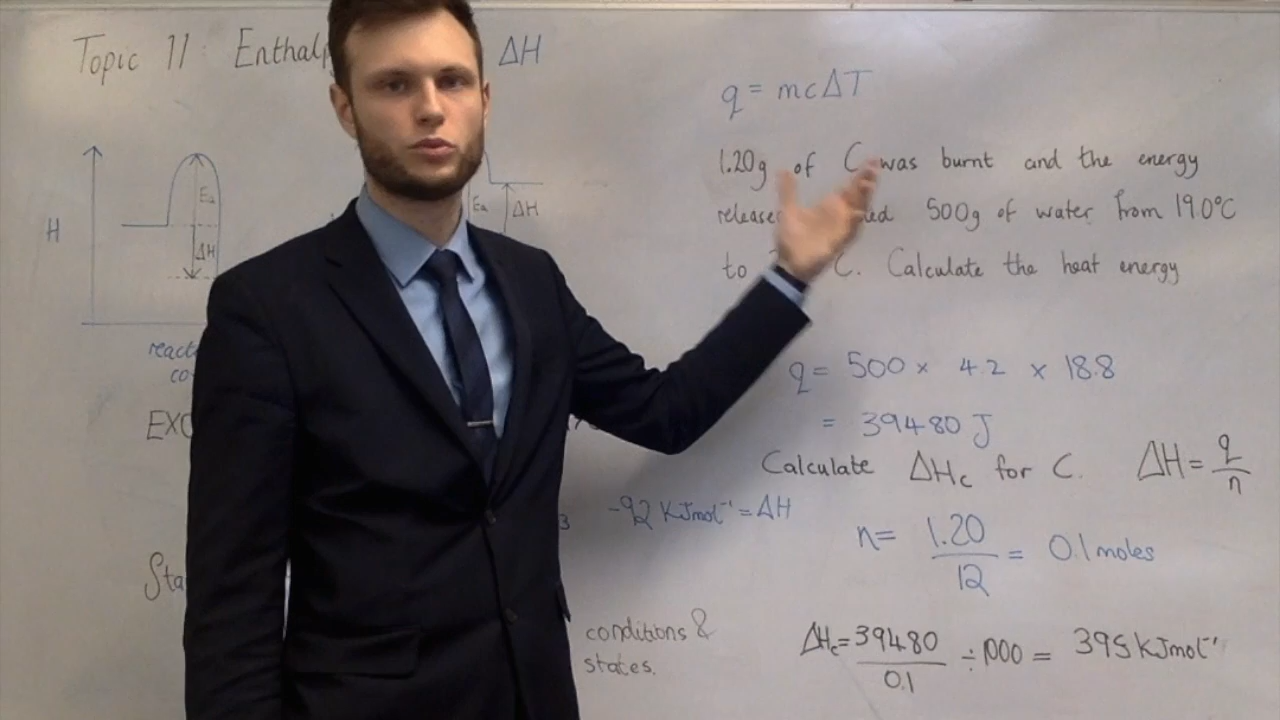 Topic 11: Enthalp ΔH
H
Ea
ΔH
Ea
ΔH
react
co
EXO
Sta
3 -92 KJmol⁻¹ = ΔH
conditions &
states.
q = mcΔT
1.20g of C was burnt and the energy
release ed 500g of water from 19.0°C
to C. Calculate the heat energy
q = 500 × 4.2 × 18.8
= 39480 J
Calculate ΔHc for C. ΔH = q/n
n = 1.20/12 = 0.1 moles
ΔHc = 39480/0.1 ÷ 1000 = 395 KJmol⁻¹